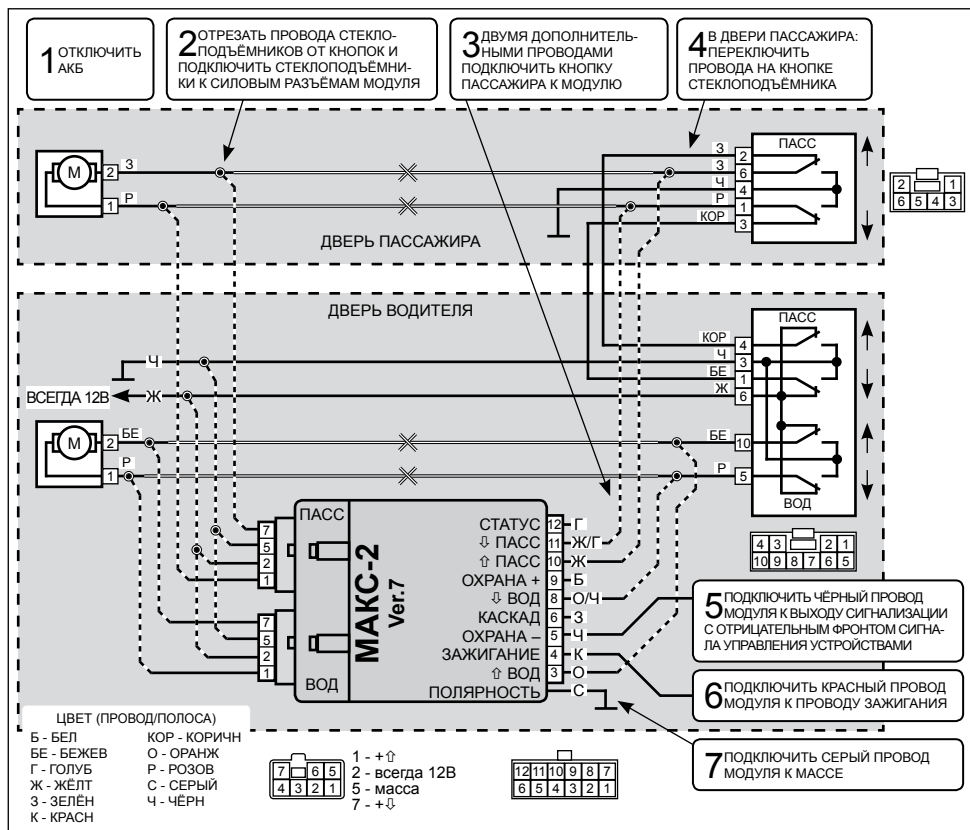 1 ОТКЛЮЧИТЬ
АКБ
2 ОТРЕЗАТЬ ПРОВОДА СТЕКЛО-
ПОДЪЁМНИКОВ ОТ КНОПОК И
ПОДКЛЮЧИТЬ СТЕКЛОПОДЪЁМНИ-
КИ К СИЛОВЫМ РАЗЪЁМАМ МОДУЛЯ
3 ДВУМЯ ДОПОЛНИТЕЛЬ-
НЫМИ ПРОВОДАМИ
ПОДКЛЮЧИТЬ КНОПКУ
ПАССАЖИРА К МОДУЛЮ
4 В ДВЕРИ ПАССАЖИРА:
ПЕРЕКЛЮЧИТЬ
ПРОВОДА НА КНОПКЕ
СТЕКЛОПОДЪЁМНИКА
М
2 З
1 Р
ДВЕРЬ ПАССАЖИРА
ПАСС
З 2
З 6
Ч 4
Р 1
КОР 3
2 1
6 5 4 3
ДВЕРЬ ВОДИТЕЛЯ
Ч
ВСЕГДА 12В Ж
М
2 БЕ
1 Р
ПАСС
КОР 4
Ч 3
БЕ 1
Ж 6
БЕ 10
Р 5
ВОД
4 3 2 1
10 9 8 7 6 5
ПАСС
7
5
2
1
7
5
2
1
ВОД
МАКС-2
Ver.7
СТАТУС 12 Г
⇩ ПАСС 11 Ж/Г
⇧ ПАСС 10 Ж
ОХРАНА + 9 Б
⇩ ВОД 8 О/Ч
КАСКАД 6 З
ОХРАНА – 5 Ч
ЗАЖИГАНИЕ 4 К
⇧ ВОД 3 О
ПОЛЯРНОСТЬ С
5 ПОДКЛЮЧИТЬ ЧЁРНЫЙ ПРОВОД
МОДУЛЯ К ВЫХОДУ СИГНАЛИЗАЦИИ
С ОТРИЦАТЕЛЬНЫМ ФРОНТОМ СИГНА-
ЛА УПРАВЛЕНИЯ УСТРОЙСТВАМИ
6 ПОДКЛЮЧИТЬ КРАСНЫЙ ПРОВОД
МОДУЛЯ К ПРОВОДУ ЗАЖИГАНИЯ
7 ПОДКЛЮЧИТЬ СЕРЫЙ ПРОВОД
МОДУЛЯ К МАССЕ
ЦВЕТ (ПРОВОД/ПОЛОСА)
Б - БЕЛ
БЕ - БЕЖЕВ
Г - ГОЛУБ
Ж - ЖЁЛТ
З - ЗЕЛЁН
К - КРАСН
КОР - КОРИЧН
О - ОРАНЖ
Р - РОЗОВ
С - СЕРЫЙ
Ч - ЧЁРН
7 6 5
4 3 2 1
1 - +⇧
2 - всегда 12В
5 - масса
7 - +⇩
12 11 10 9 8 7
6 5 4 3 2 1